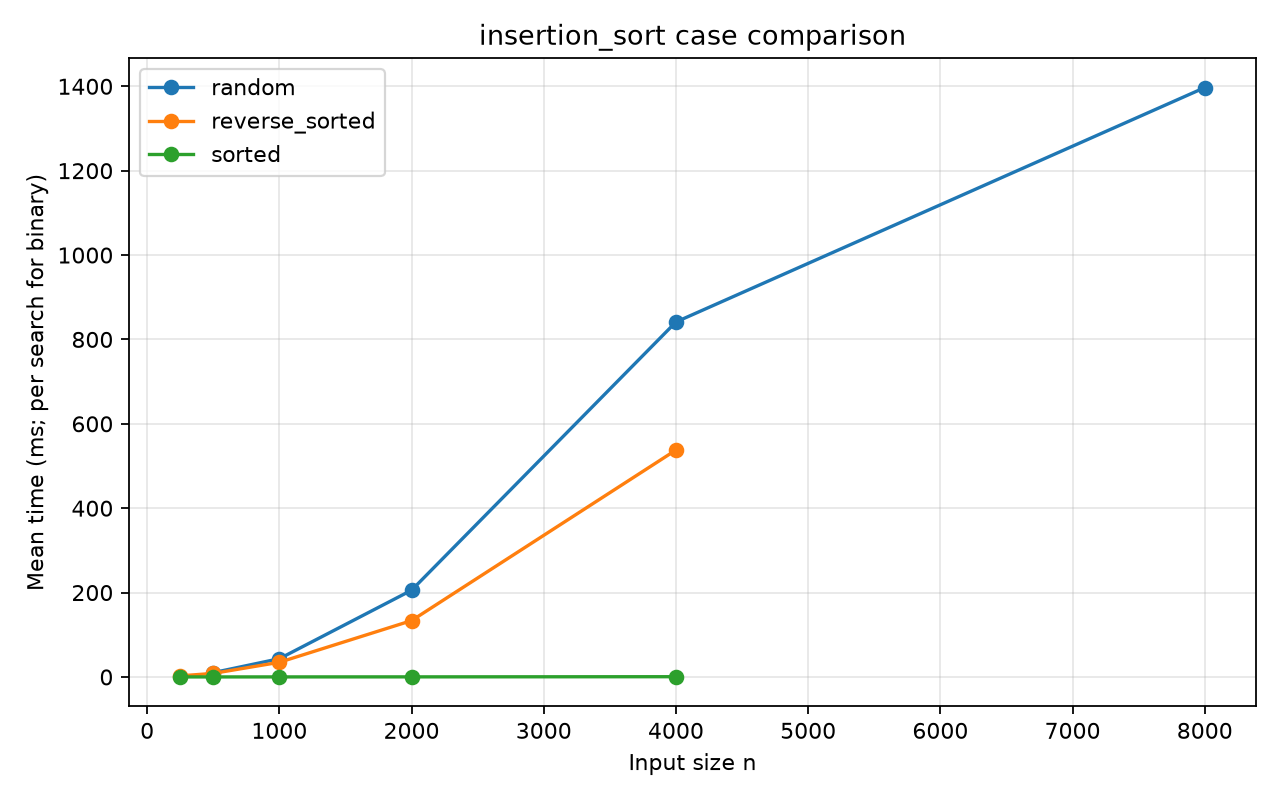 insertion_sort case comparison
random
reverse_sorted
sorted
Mean time (ms; per search for binary)
1400
1200
1000
800
600
400
200
0
0 1000 2000 3000 4000 5000 6000 7000 8000
Input size n